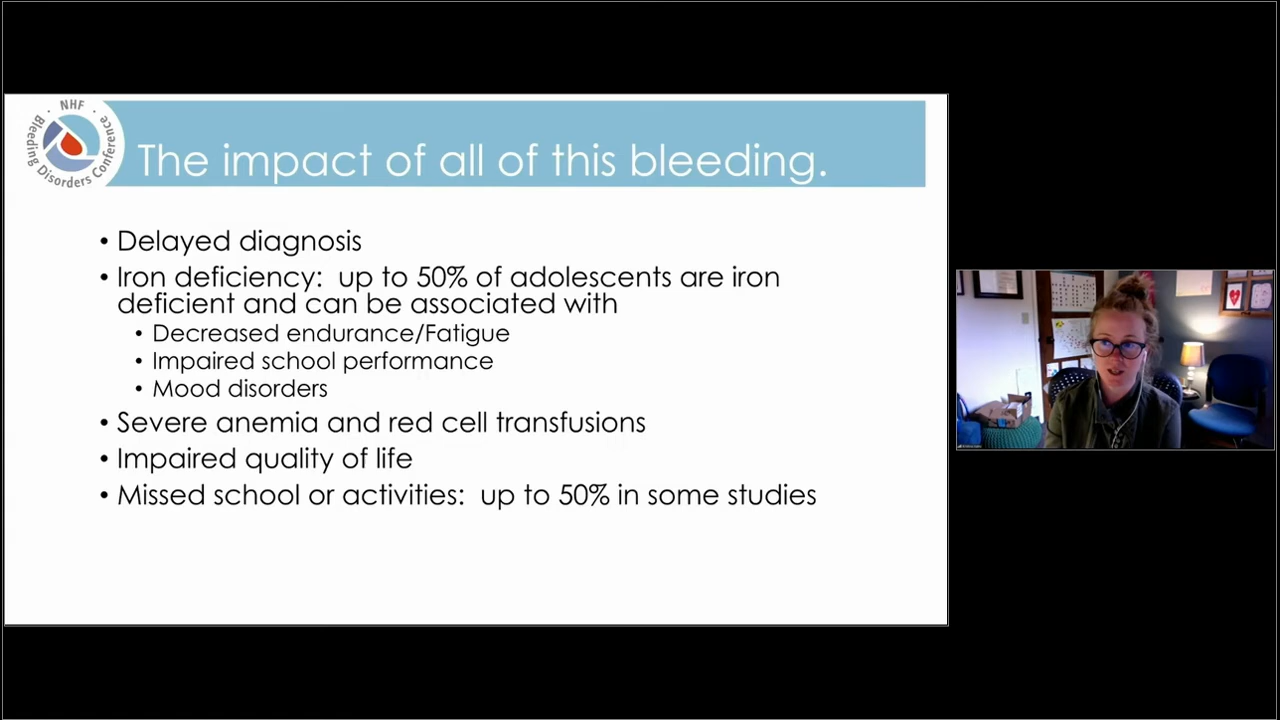 NHF
Bleeding Disorders Conference
The impact of all of this bleeding.
• Delayed diagnosis
• Iron deficiency:  up to 50% of adolescents are iron
deficient and can be associated with
• Decreased endurance/Fatigue
• Impaired school performance
• Mood disorders
• Severe anemia and red cell transfusions
• Impaired quality of life
• Missed school or activities:  up to 50% in some studies